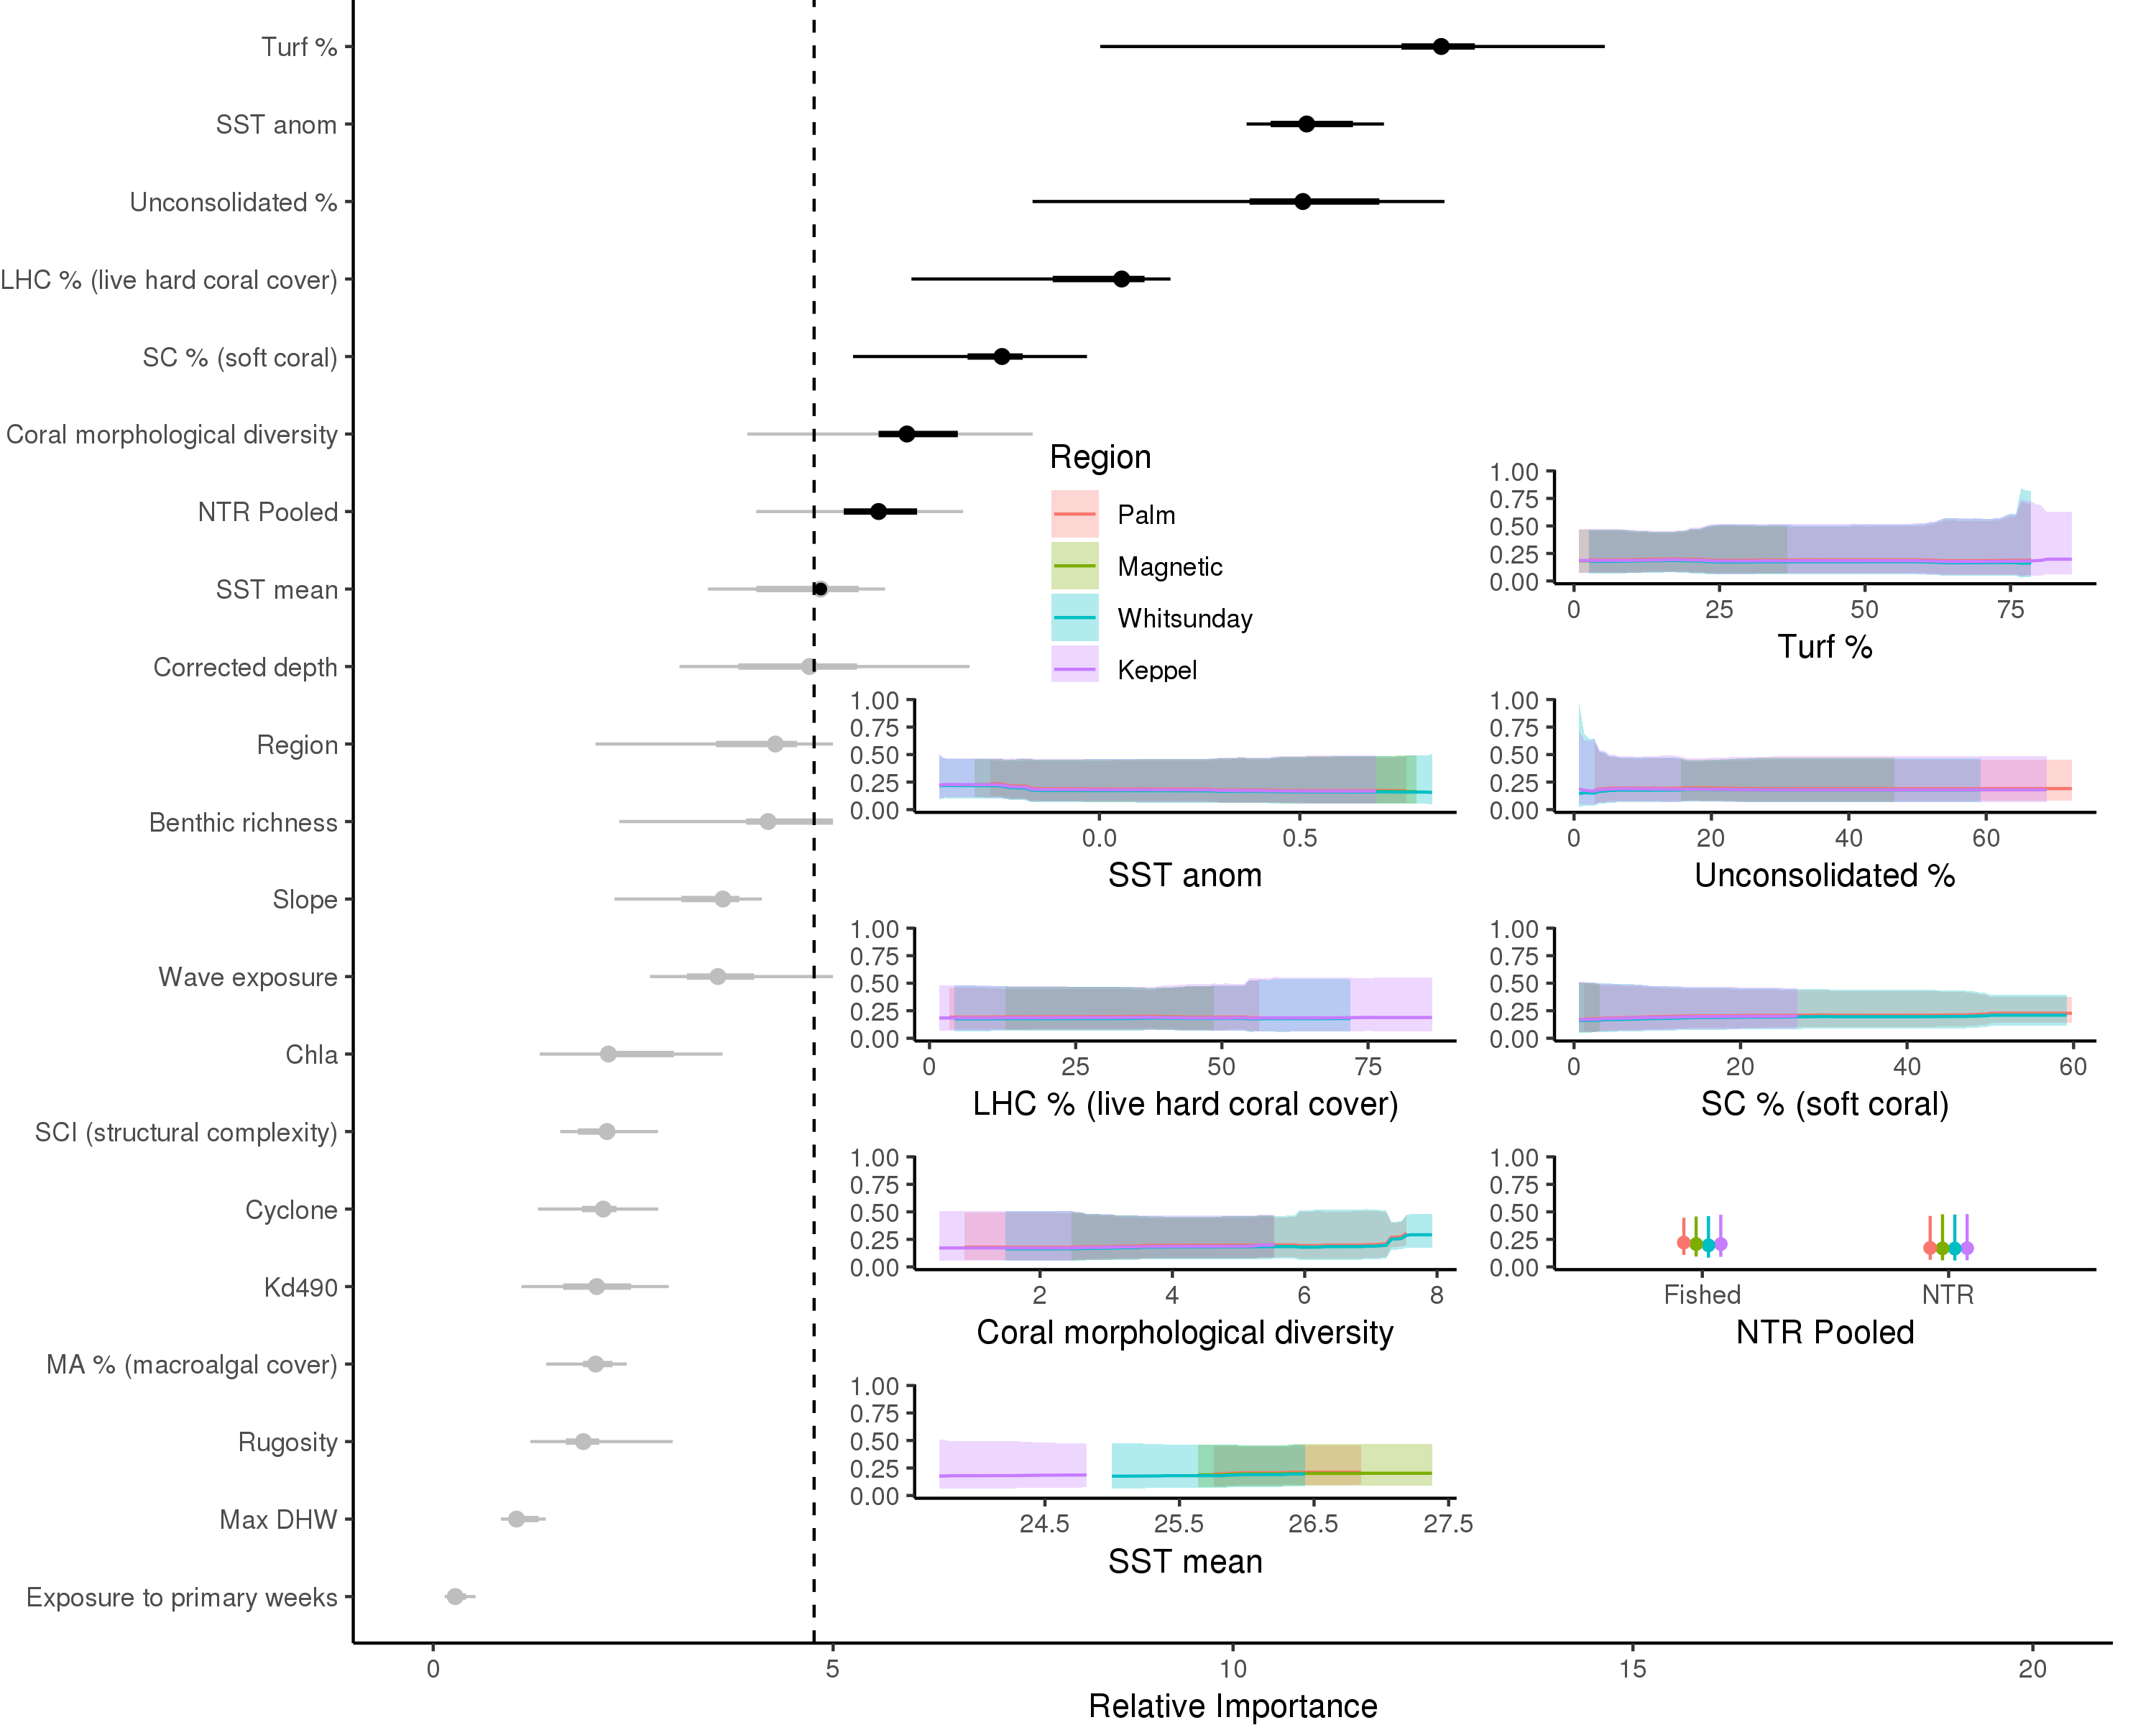 Turf %
SST anom
Unconsolidated %
LHC % (live hard coral cover)
SC % (soft coral)
Coral morphological diversity
NTR Pooled
SST mean
Corrected depth
Region
Benthic richness
Slope
Wave exposure
Chla
SCI (structural complexity)
Cyclone
Kd490
MA % (macroalgal cover)
Rugosity
Max DHW
Exposure to primary weeks
0 5 10 15 20
Relative Importance
Region
Palm
Magnetic
Whitsunday
Keppel
1.00
0.75
0.50
0.25
0.00
0 25 50 75
Turf %
1.00
0.75
0.50
0.25
0.00
0.0 0.5
SST anom
1.00
0.75
0.50
0.25
0.00
0 20 40 60
Unconsolidated %
1.00
0.75
0.50
0.25
0.00
0 25 50 75
LHC % (live hard coral cover)
1.00
0.75
0.50
0.25
0.00
0 20 40 60
SC % (soft coral)
1.00
0.75
0.50
0.25
0.00
2 4 6 8
Coral morphological diversity
1.00
0.75
0.50
0.25
0.00
Fished NTR
NTR Pooled
1.00
0.75
0.50
0.25
0.00
24.5 25.5 26.5 27.5
SST mean